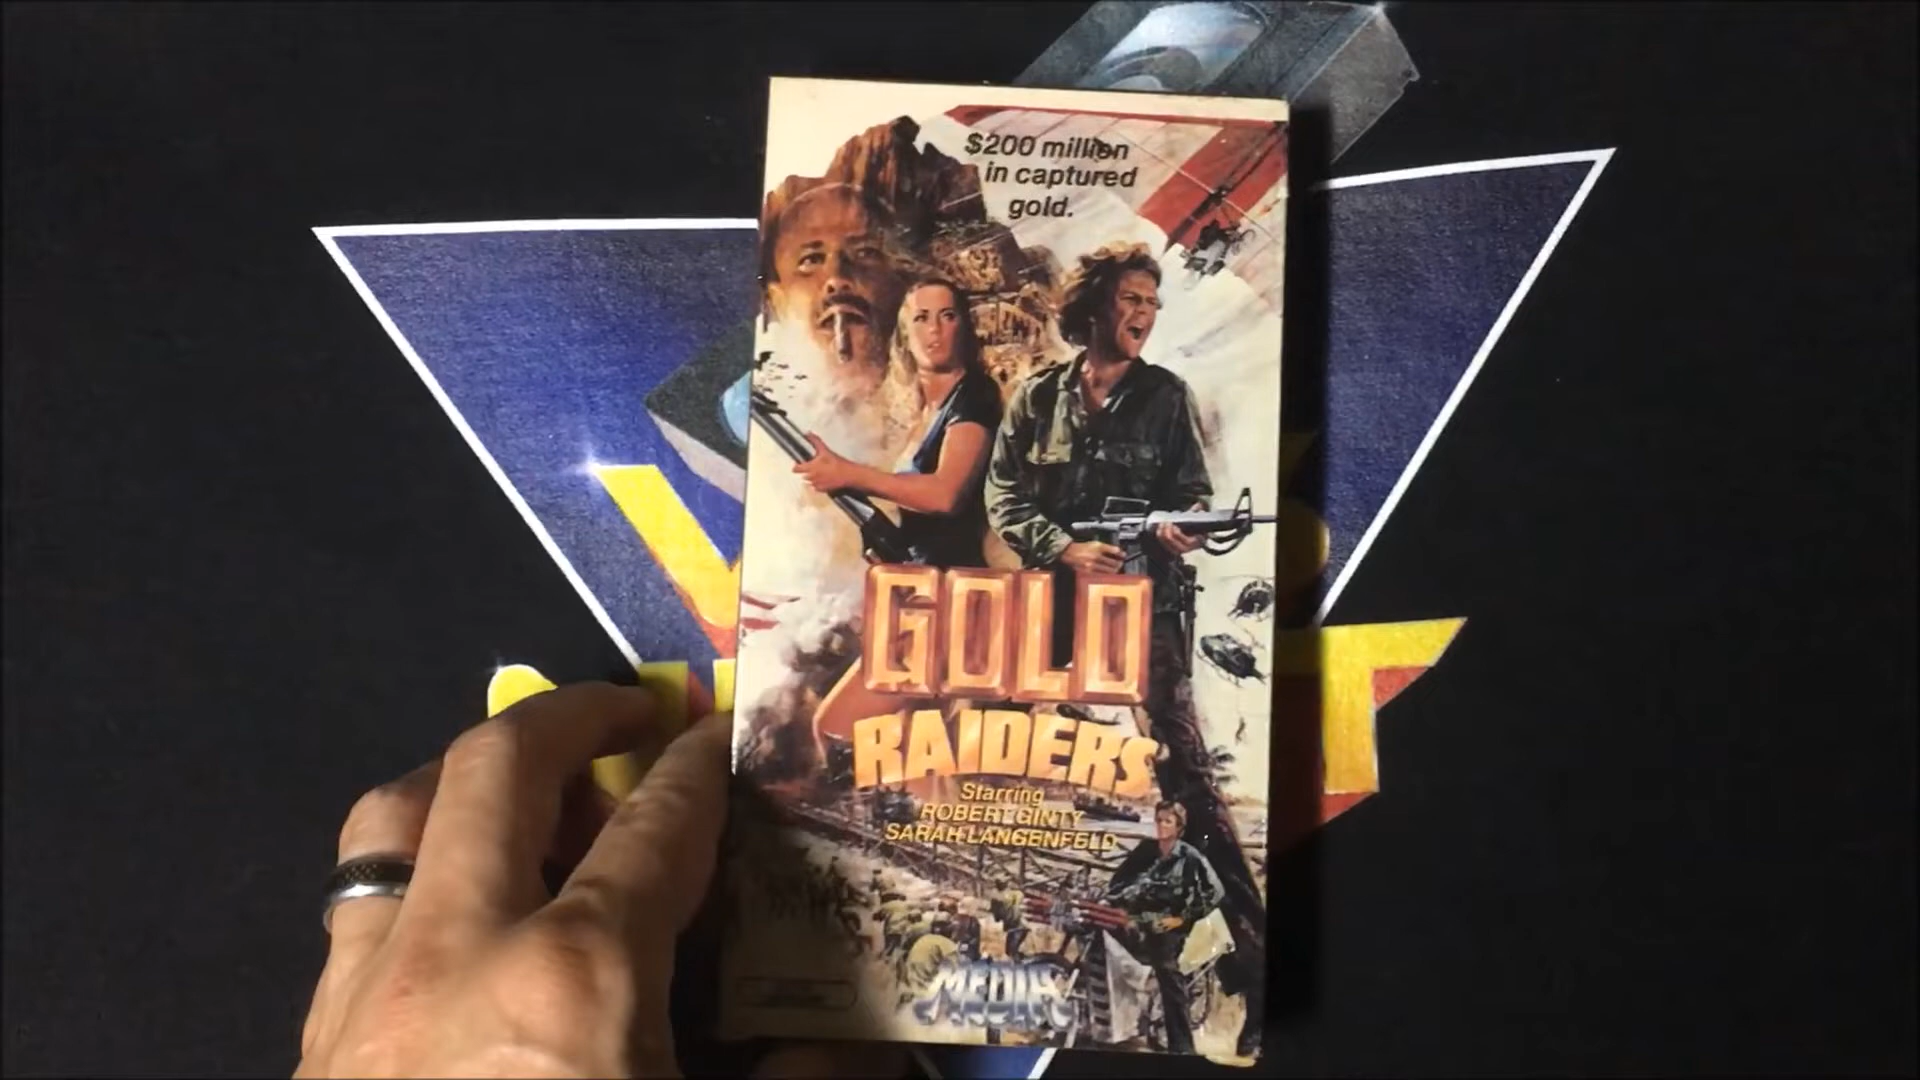 $200 million
in captured
gold.
GOLD
RAIDERS
Starring
ROBERT GINTY
SARAH LANGENFELD
MEDIA